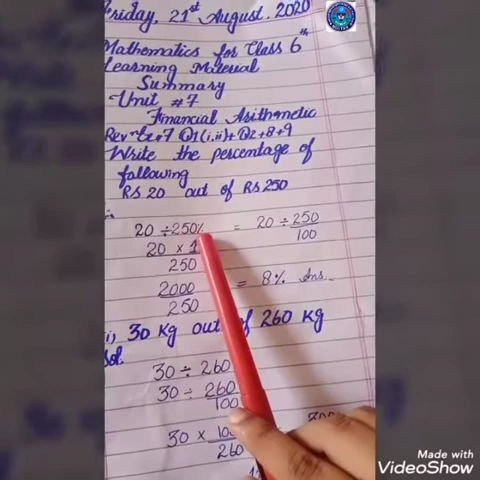 Friday, 21st August, 2020
Mathematics for Class 6th
Learning Material
Summary
Unit #7
Financial Arithmetic
Rev Ex#7 Q1(i,ii)+Q2+8+9
Write the percentage of
following
RS 20 out of RS 250
20 ÷ 250% = 20 ÷ 250/100
20 × 1
250
2000/250 = 8% Ans.
ii) 30 Kg out of 260 Kg
Sol.
30 ÷ 260
30 ÷ 260/100
30 × 100/260
Made with
VideoShow